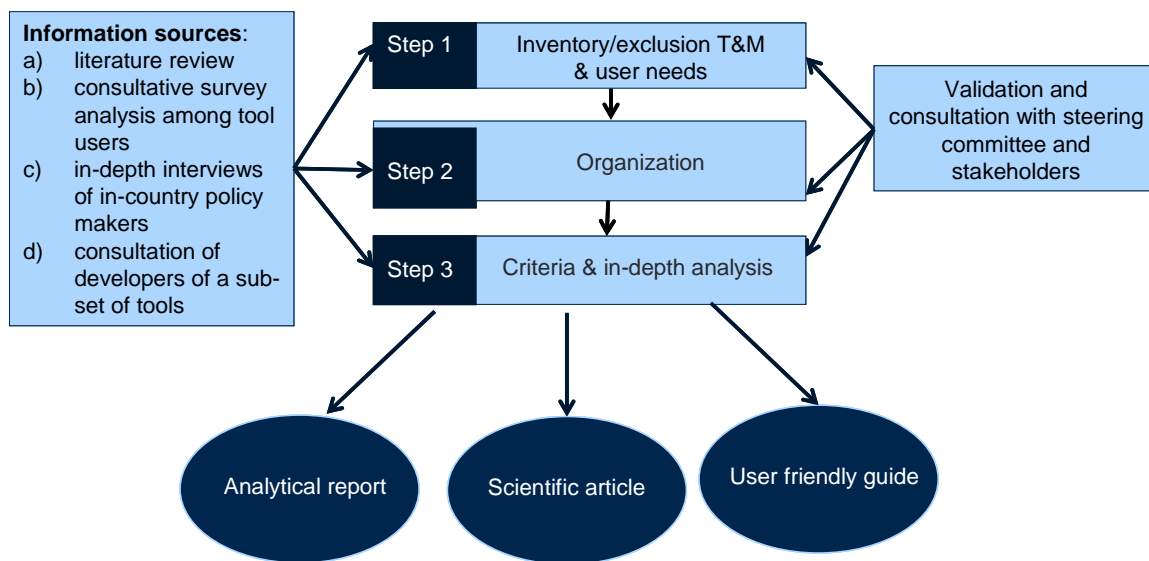 Information sources:
a) literature review
b) consultative survey
analysis among tool
users
c) in-depth interviews
of in-country policy
makers
d) consultation of
developers of a sub-
set of tools
Step 1
Inventory/exclusion T&M
& user needs
Step 2
Organization
Step 3
Criteria & in-depth analysis
Validation and
consultation with steering
committee and
stakeholders
Analytical report
Scientific article
User friendly guide